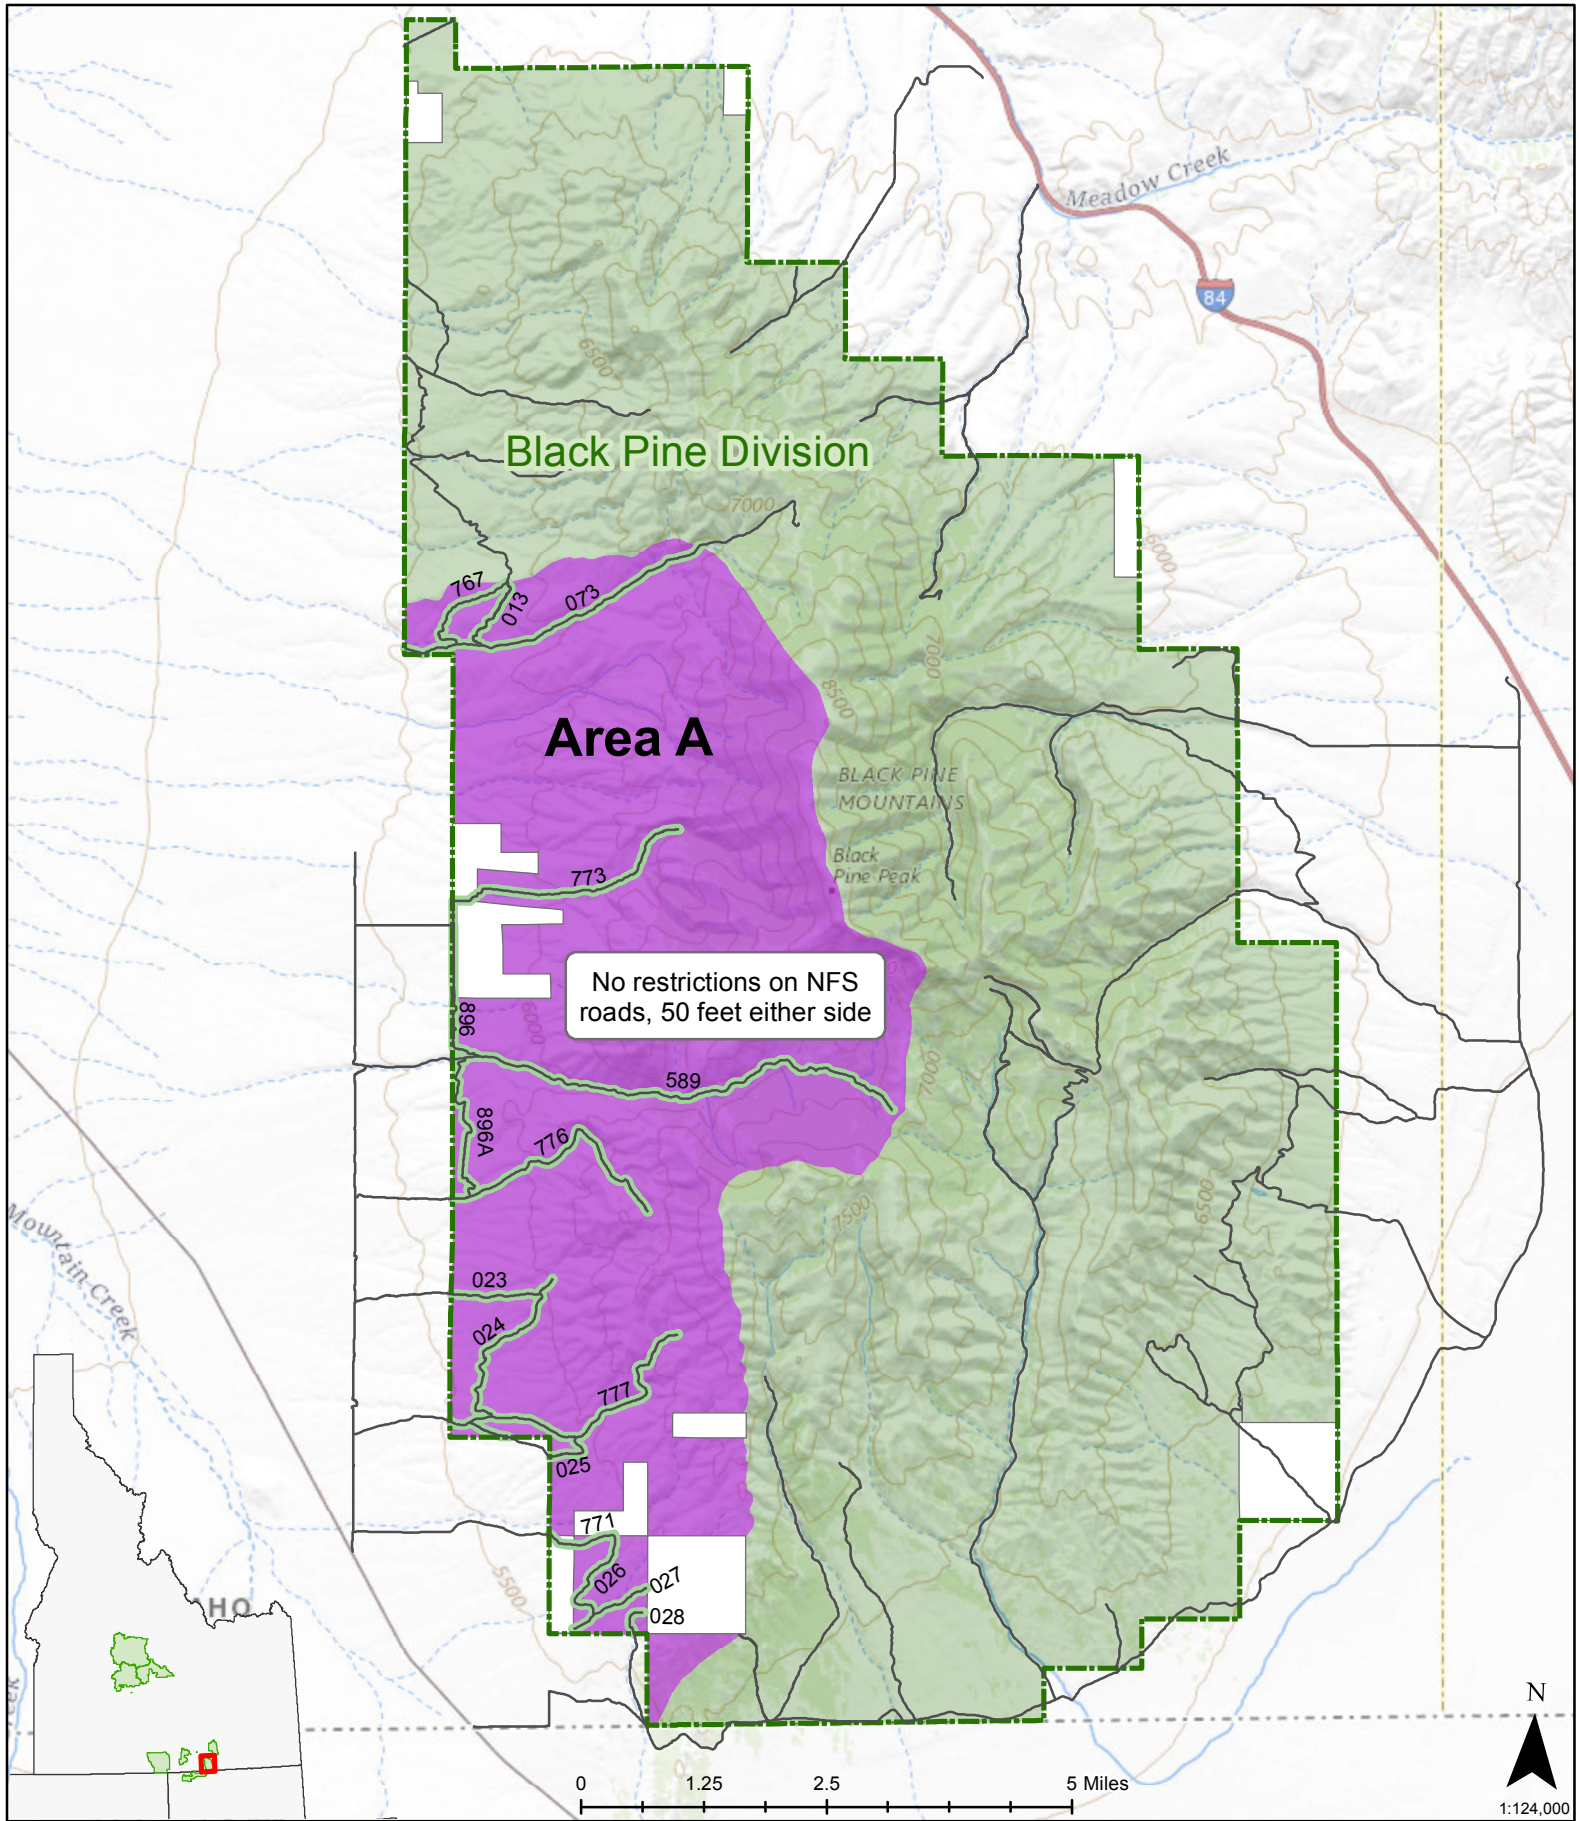 Meadow Creek
84
6500
Black Pine Division
7000
6000
767
013
073
7000
8500
Area A
BLACK PINE
MOUNTAINS
Black
Pine Peak
773
No restrictions on NFS
roads, 50 feet either side
6000
896
589
7000
896A
776
7500
6500
Mountain Creek
023
024
777
025
771
026
027
028
5500
AHO
N
0
1.25
2.5
5 Miles
1:124,000